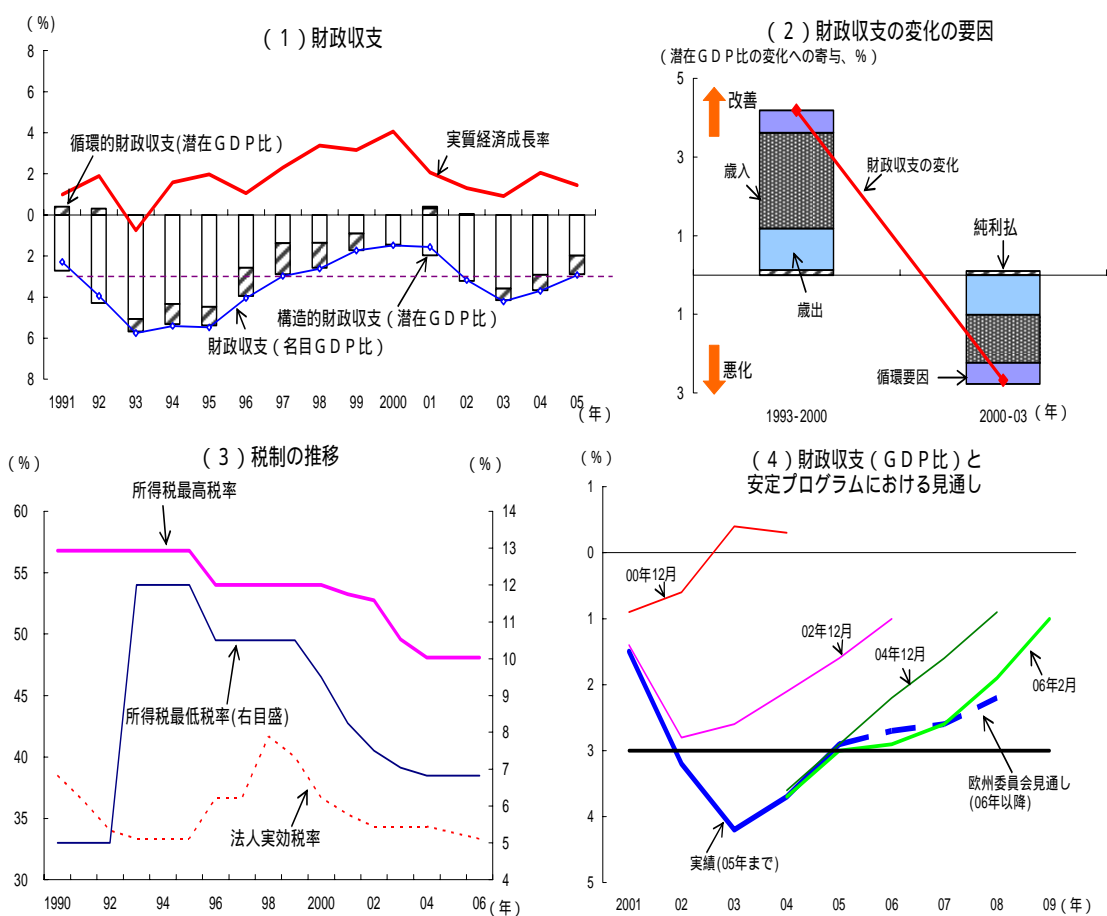 (1)財政収支
(%)
8
6
4
2
0
2
4
6
8
循環的財政収支(潜在GDP比)
実質経済成長率
構造的財政収支(潜在GDP比)
財政収支(名目GDP比)
1991 92 93 94 95 96 97 98 99 2000 01 02 03 04 05
(年)
(2)財政収支の変化の要因
(潜在GDP比の変化への寄与、%)
5
3
1
1
3
改善
歳入
財政収支の変化
純利払
歳出
悪化
循環要因
1993-2000 2000-03
(年)
(3)税制の推移
(%) (%)
所得税最高税率
60
55
50
45
40
35
30
14
13
12
11
10
9
8
7
6
5
4
所得税最低税率(右目盛)
法人実効税率
1990 92 94 96 98 2000 02 04 06
(年)
(4)財政収支(GDP比)と
安定プログラムにおける見通し
(%)
1
0
1
2
3
4
5
00年12月
02年12月
04年12月
06年2月
欧州委員会見通し
(06年以降)
実績(05年まで)
2001 02 03 04 05 06 07 08 09
(年)